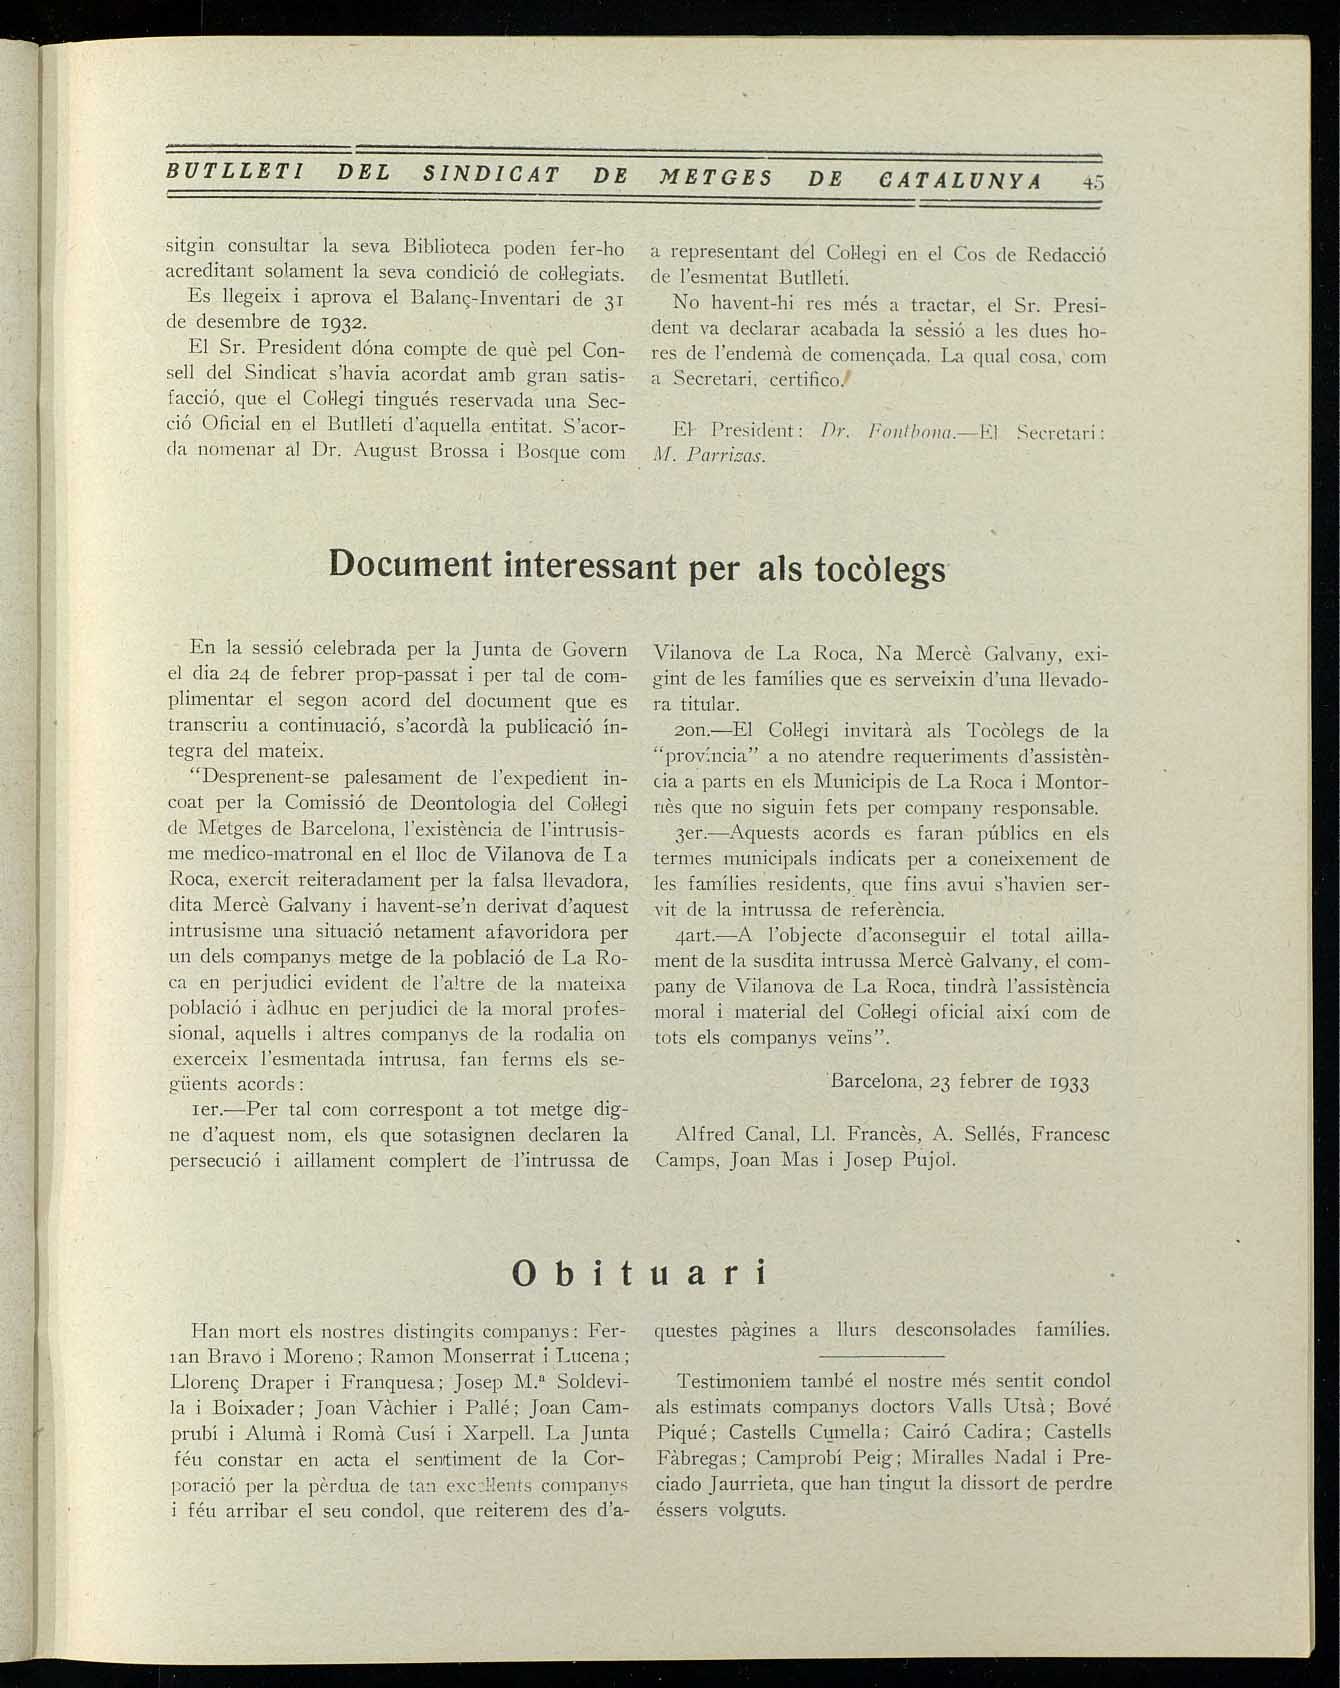 BUTLLETI DEL SINDICAT DE METGES DE CATALUNYA 45
sitgin consultar la seva Biblioteca poden fer-ho
acreditant solament la seva condició de col·legiats.
Es llegeix i aprova el Balanç-Inventari de 31
de desembre de 1932.
El Sr. President dóna compte de què pel Con-
sell del Sindicat s'havia acordat amb gran satis-
facció, que el Col·legi tingués reservada una Sec-
ció Oficial en el Butlletí d'aquella entitat. S'acor-
da nomenar al Dr. August Brossa i Bosque com
a representant del Col·legi en el Cos de Redacció
de l'esmentat Butlletí.
No havent-hi res més a tractar, el Sr. Presi-
dent va declarar acabada la sessió a les dues ho-
res de l'endemà de començada. La qual cosa, com
a Secretari, certifico.
El President: Dr. Fontbona.—El Secretari:
M. Parrizas.
Document interessant per als tocòlegs
En la sessió celebrada per la Junta de Govern
el dia 24 de febrer prop-passat i per tal de com-
plimentar el segon acord del document que es
transcriu a continuació, s'acordà la publicació ín-
tegra del mateix.
"Desprenent-se palesament de l'expedient in-
coat per la Comissió de Deontologia del Col·legi
de Metges de Barcelona, l'existència de l'intrusis-
me medico-matronal en el lloc de Vilanova de La
Roca, exercit reiteradament per la falsa llevadora,
dita Mercè Galvany i havent-se'n derivat d'aquest
intrusisme una situació netament afavoridora per
un dels companys metge de la població de La Ro-
ca en perjudici evident de l'altre de la mateixa
població i àdhuc en perjudici de la moral profes-
sional, aquells i altres companys de la rodalia on
exerceix l'esmentada intrusa, fan ferms els se-
güents acords:
1er.—Per tal com correspont a tot metge dig-
ne d'aquest nom, els que sotasignen declaren la
persecució i aillament complert de l'intrussa de
Vilanova de La Roca, Na Mercè Galvany, exi-
gint de les famílies que es serveixin d'una llevado-
ra titular.
2on.—El Col·legi invitarà als Tocòlegs de la
"província" a no atendre requeriments d'assistèn-
cia a parts en els Municipis de La Roca i Montor-
nès que no siguin fets per company responsable.
3er.—Aquests acords es faran públics en els
termes municipals indicats per a coneixement de
les famílies residents, que fins avui s'havien ser-
vit de la intrussa de referència.
4art.—A l'objecte d'aconseguir el total ailla-
ment de la susdita intrussa Mercè Galvany, el com-
pany de Vilanova de La Roca, tindrà l'assistència
moral i material del Col·legi oficial així com de
tots els companys veïns".
Barcelona, 23 febrer de 1933
Alfred Canal, Ll. Francès, A. Sellés, Francesc
Camps, Joan Mas i Josep Pujol.
Obituari
Han mort els nostres distingits companys: Fer-
ran Bravo i Moreno; Ramon Monserrat i Lucena;
Llorenç Draper i Franquesa; Josep M.ª Soldevi-
la i Boixader; Joan Vàchier i Pallé; Joan Cam-
prubí i Alumà i Romà Cusí i Xarpell. La Junta
féu constar en acta el sentiment de la Cor-
poració per la pèrdua de tan excel·lents companys
i féu arribar el seu condol, que reiterem des d'a-
questes pàgines a llurs desconsolades famílies.
Testimoniem també el nostre més sentit condol
als estimats companys doctors Valls Utsà; Bové
Piqué; Castells Cumella; Cairó Cadira; Castells
Fàbregas; Camprobí Peig; Miralles Nadal i Pre-
ciado Jaurrieta, que han tingut la dissort de perdre
éssers volguts.